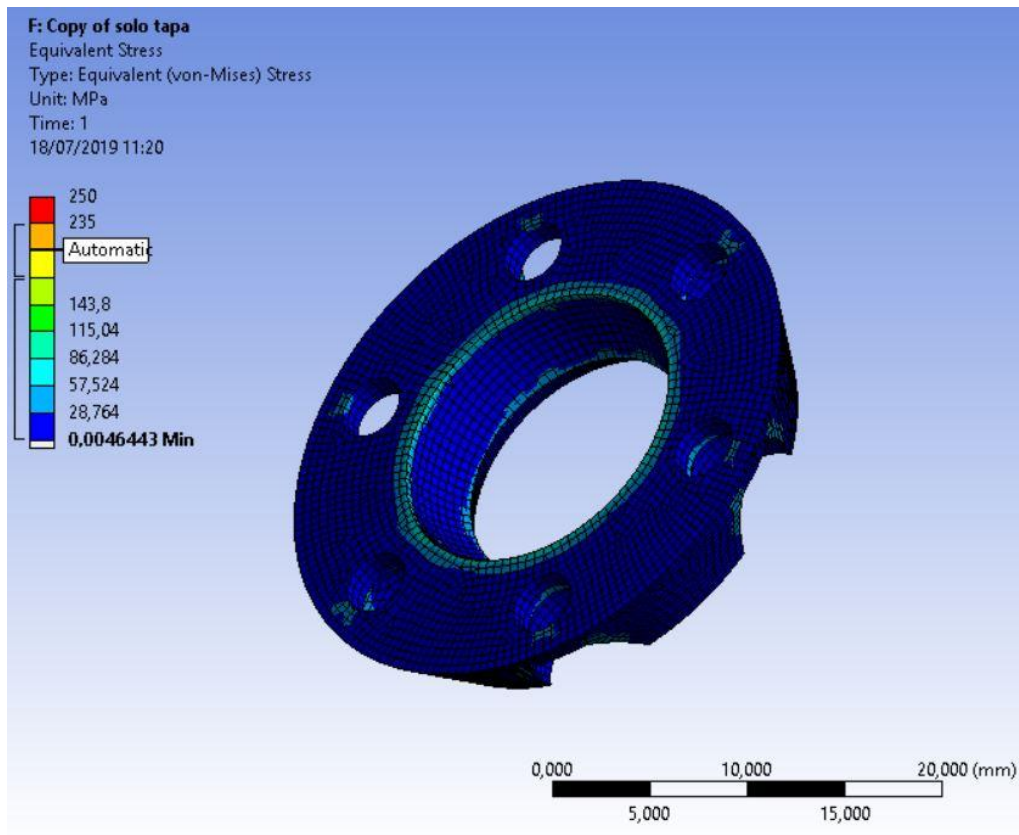 F: Copy of solo tapa
Equivalent Stress
Type: Equivalent (von-Mises) Stress
Unit: MPa
Time: 1
18/07/2019 11:20
250
235
Automatic
143,8
115,04
86,284
57,524
28,764
0,0046443 Min
0,000 10,000 20,000 (mm)
5,000 15,000